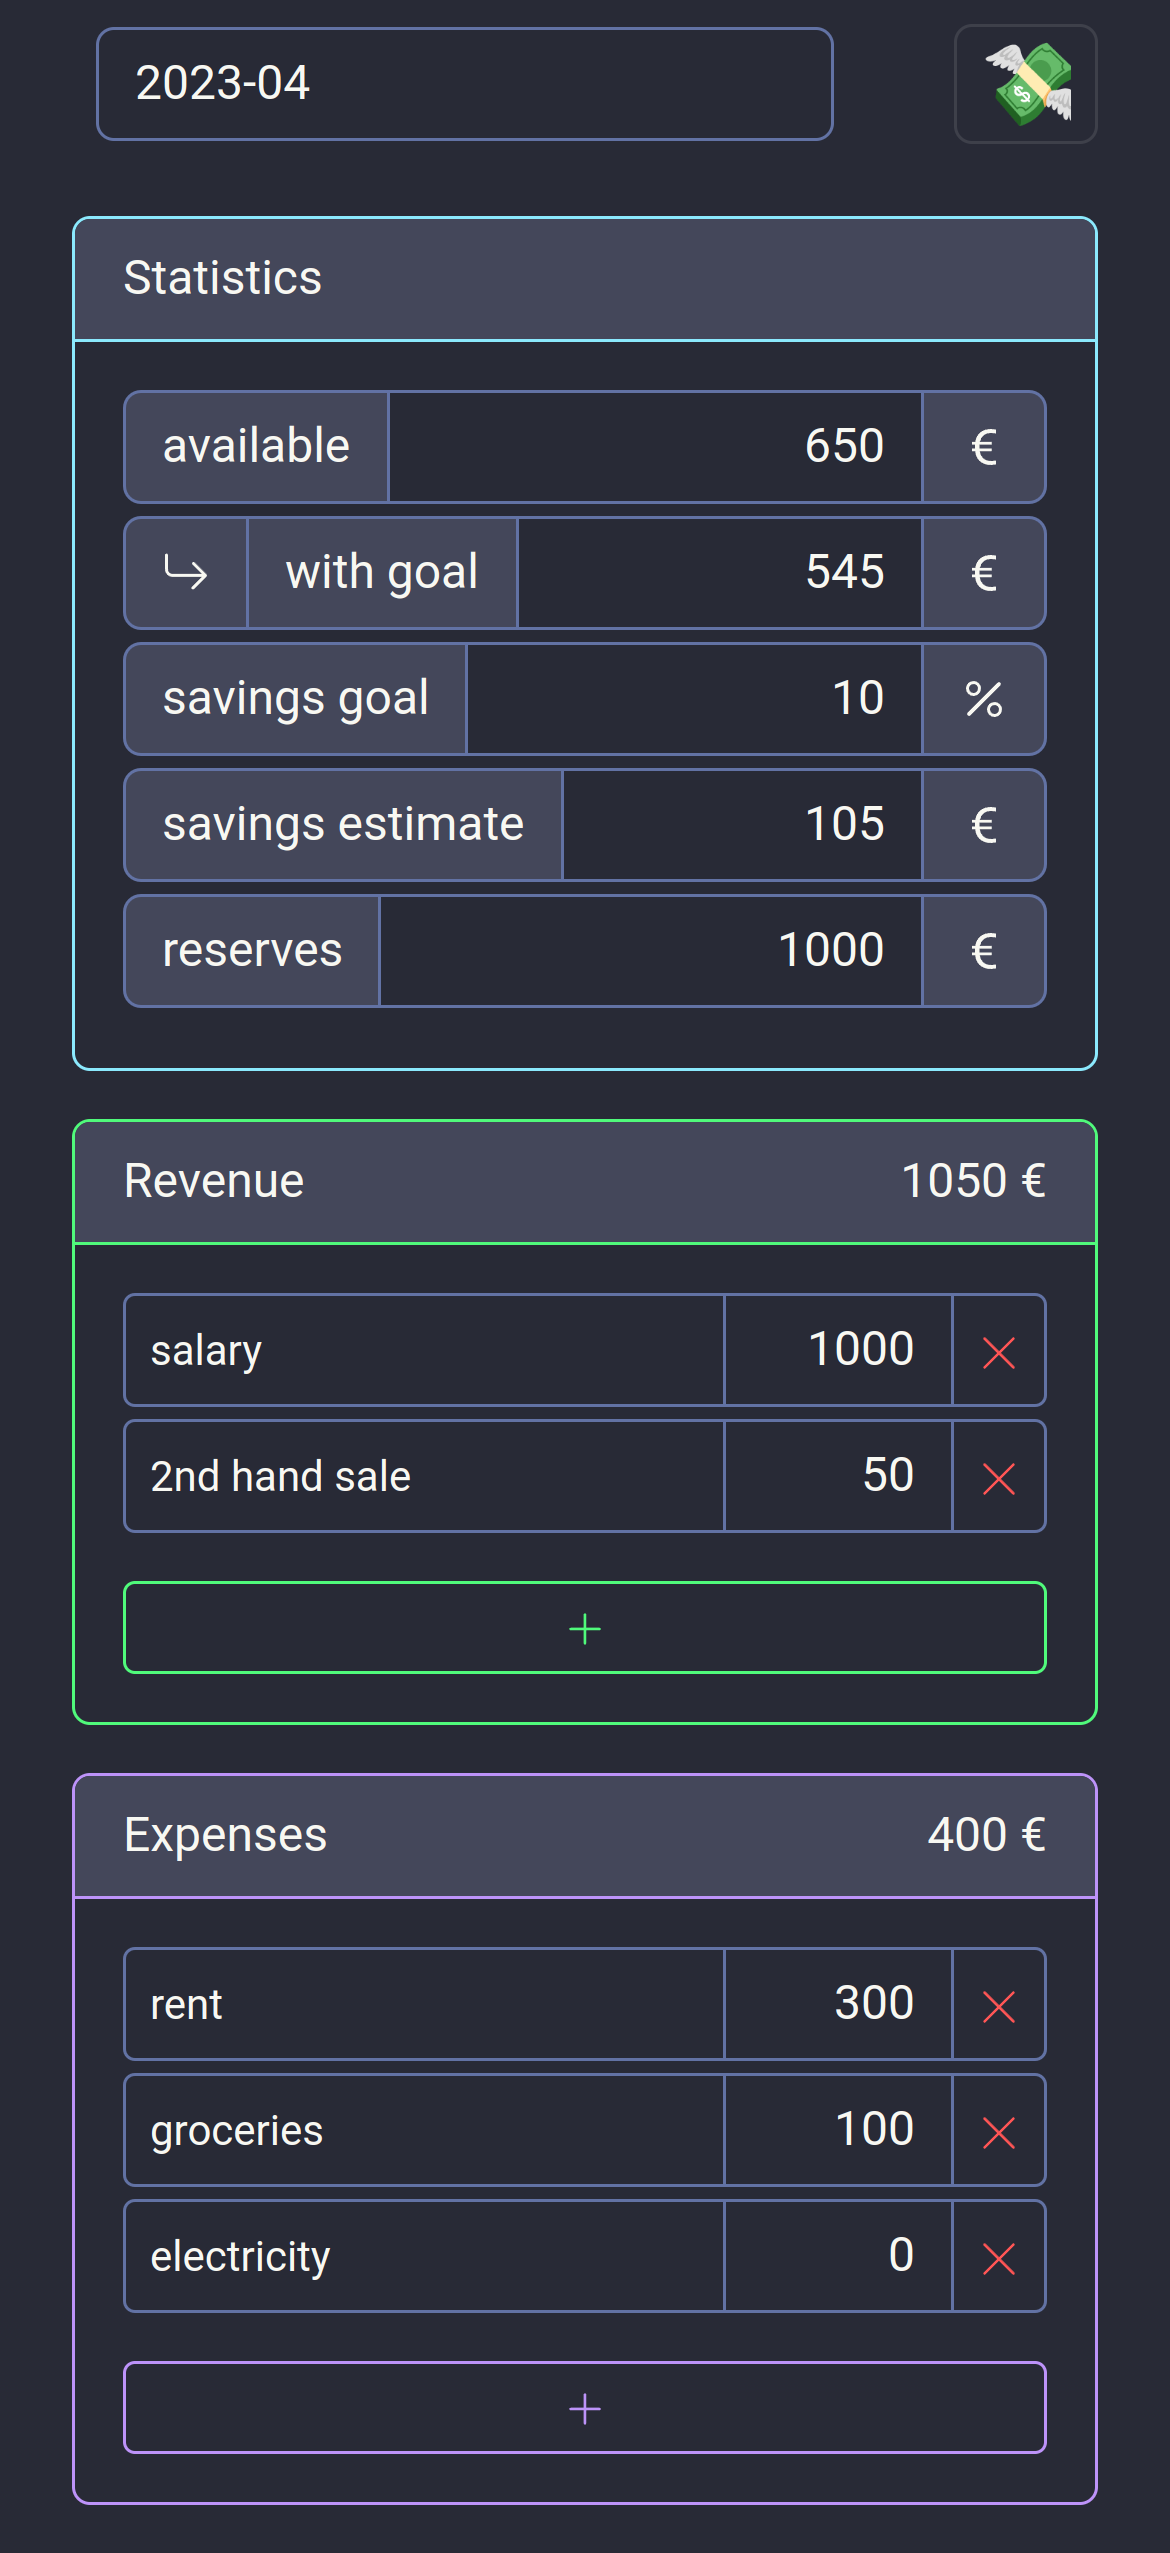 2023-04
Statistics
available 650 €
with goal 545 €
savings goal 10 %
savings estimate 105 €
reserves 1000 €
Revenue 1050 €
salary 1000
2nd hand sale 50
+
Expenses 400 €
rent 300
groceries 100
electricity 0
+